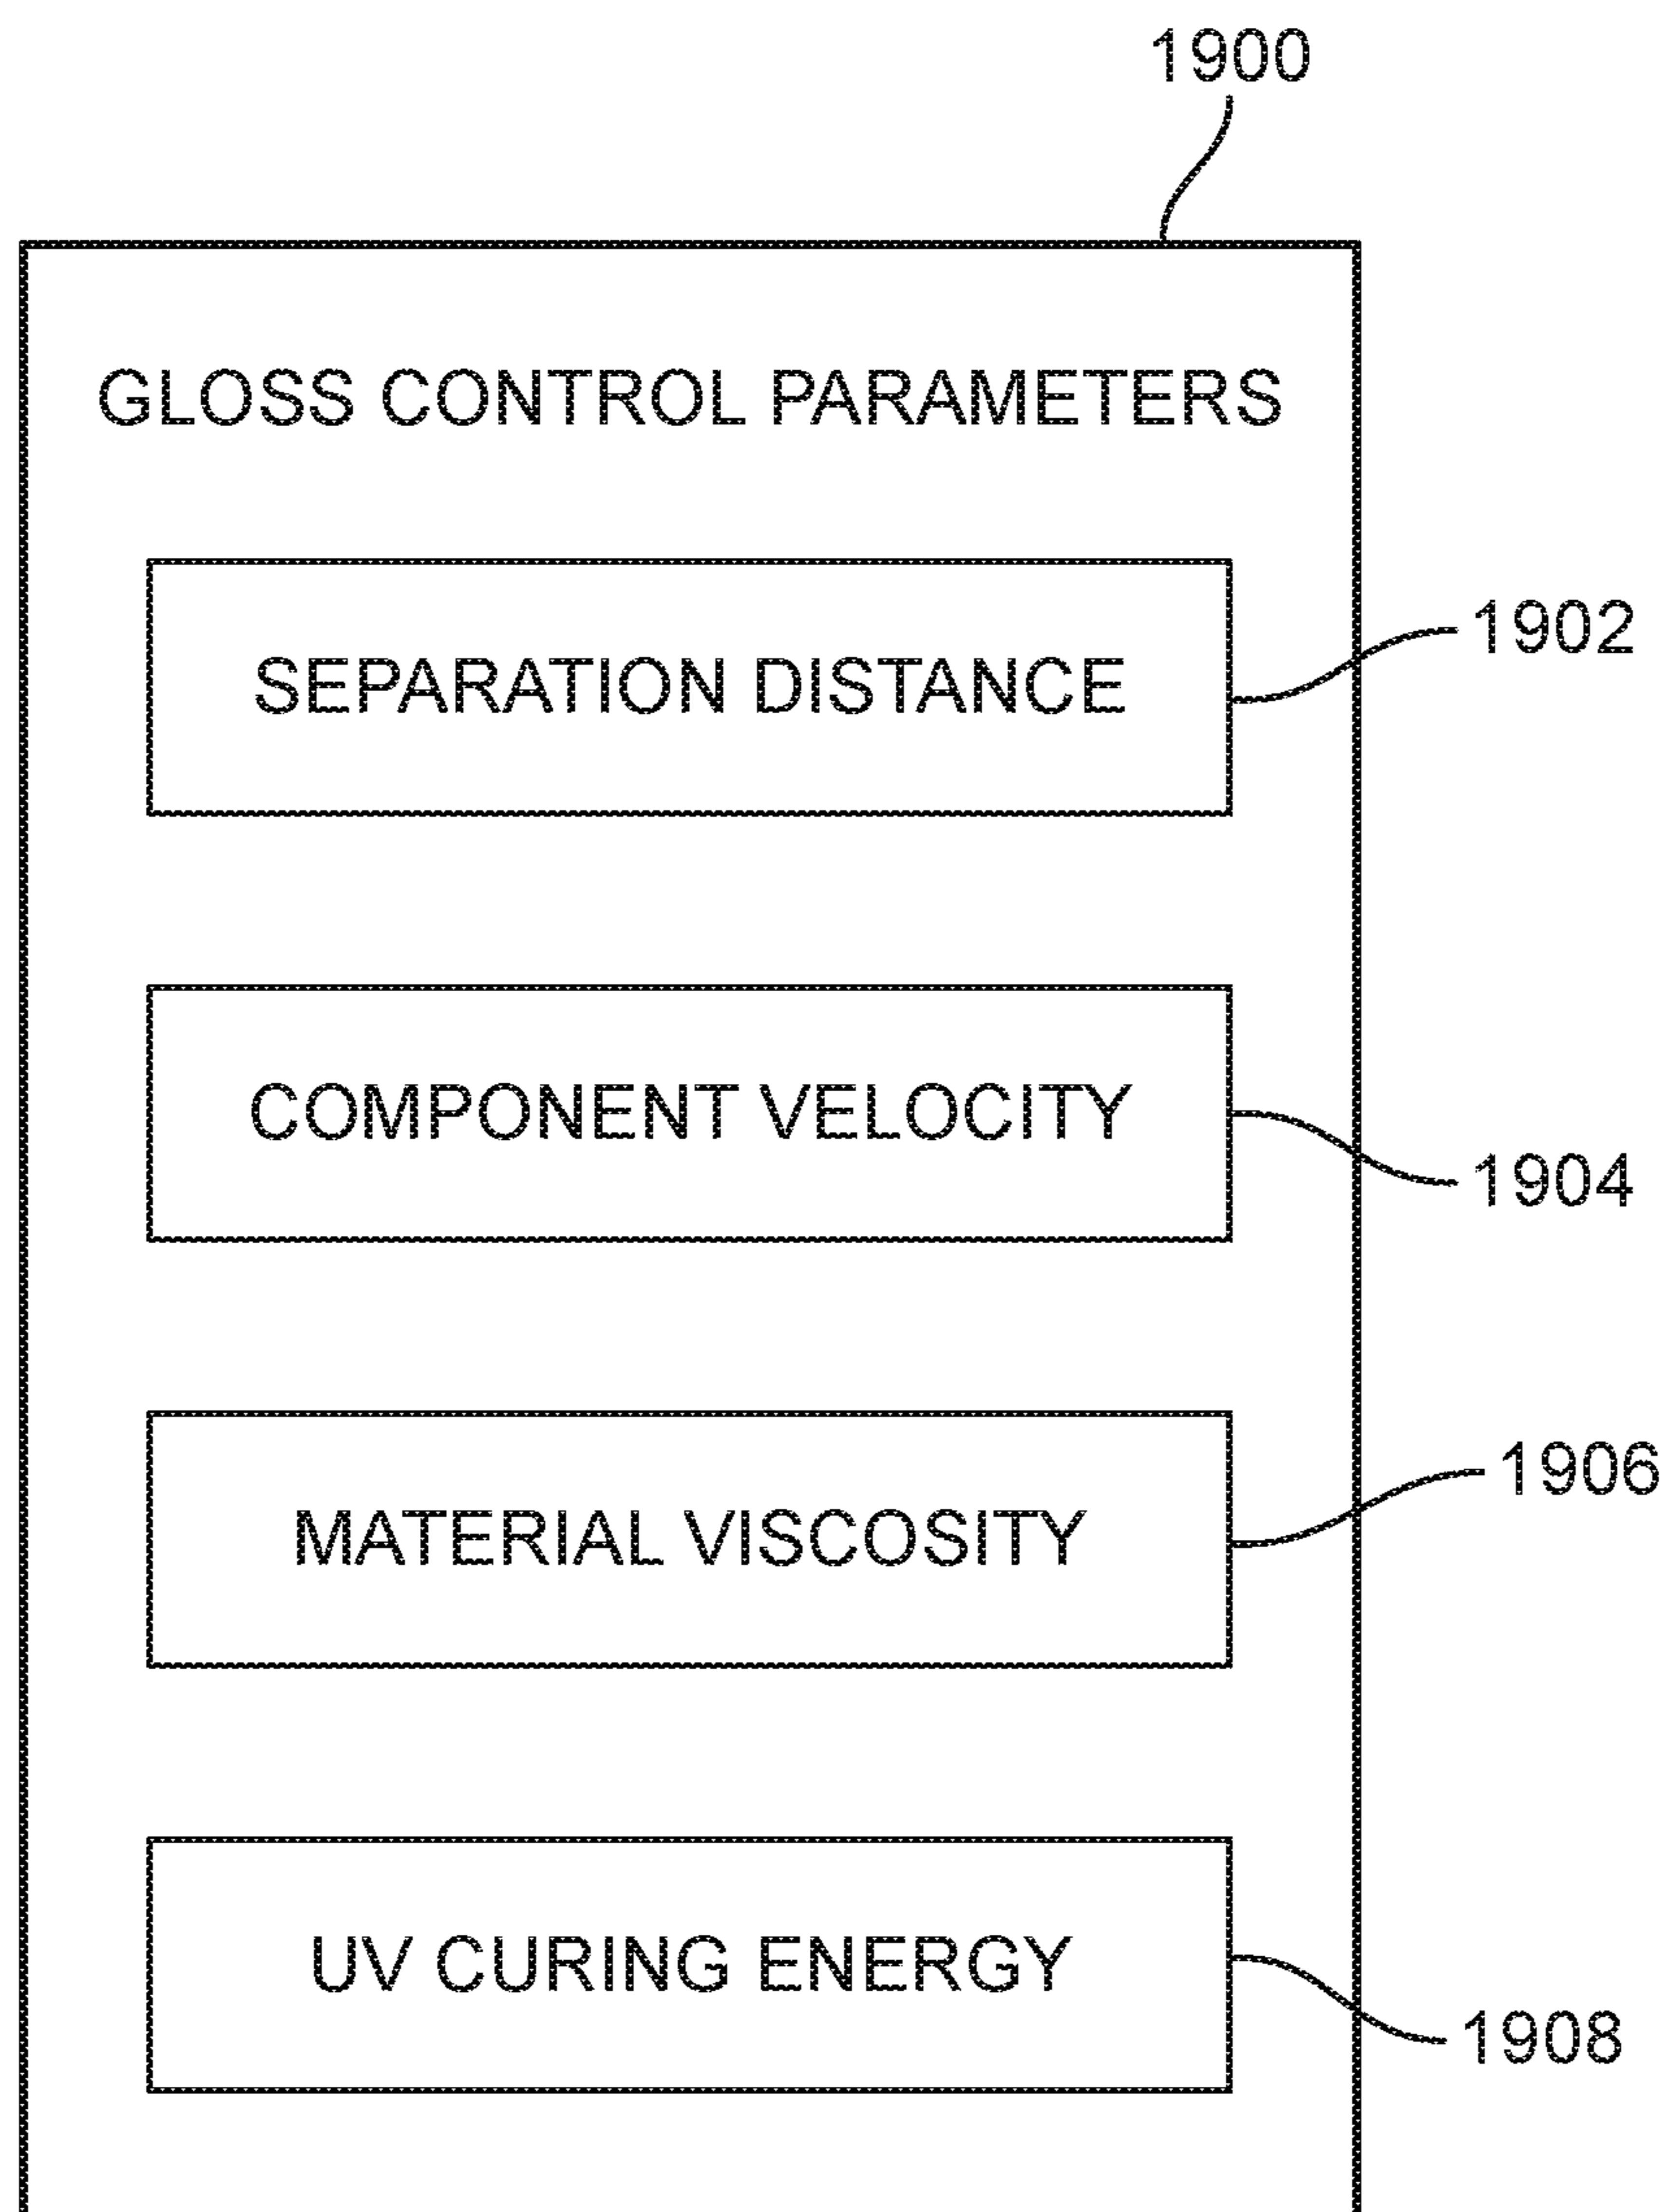 1900
GLOSS CONTROL PARAMETERS
SEPARATION DISTANCE
1902
COMPONENT VELOCITY
1904
MATERIAL VISCOSITY
1906
UV CURING ENERGY
1908